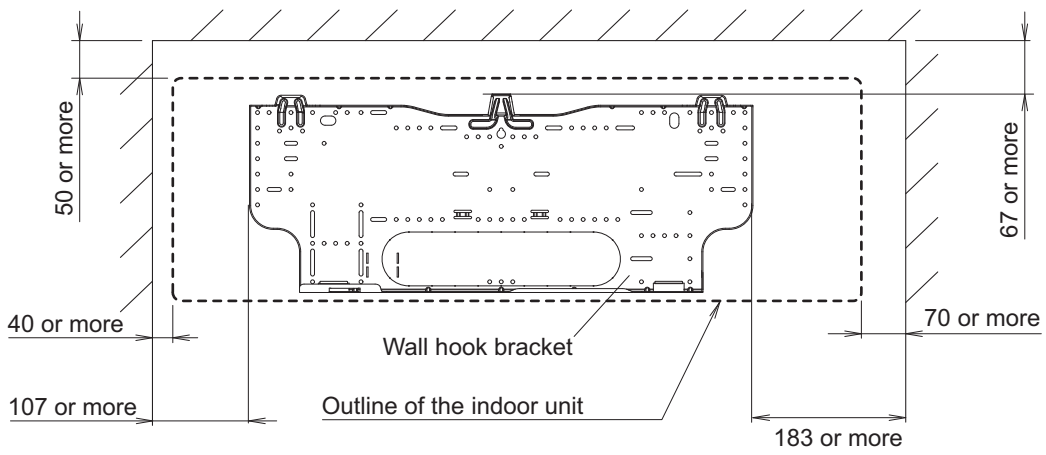 50 or more
67 or more
40 or more
70 or more
Wall hook bracket
107 or more
Outline of the indoor unit
183 or more